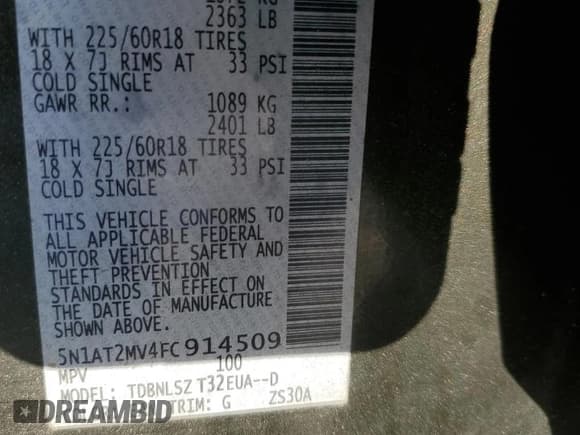 2363 LB
WITH 225/60R18 TIRES
18 X 7J RIMS AT 33 PSI
COLD SINGLE
GAWR RR.: 1089 KG
2401 LB
WITH 225/60R18 TIRES
18 X 7J RIMS AT 33 PSI
COLD SINGLE
THIS VEHICLE CONFORMS TO
ALL APPLICABLE FEDERAL
MOTOR VEHICLE SAFETY AND
THEFT PREVENTION
STANDARDS IN EFFECT ON
THE DATE OF MANUFACTURE
SHOWN ABOVE.
5N1AT2MV4FC914509
MPV 100
MODEL: TDBNLSZ T32EUA--D
TRIM: G ZS30A
DREAMBID